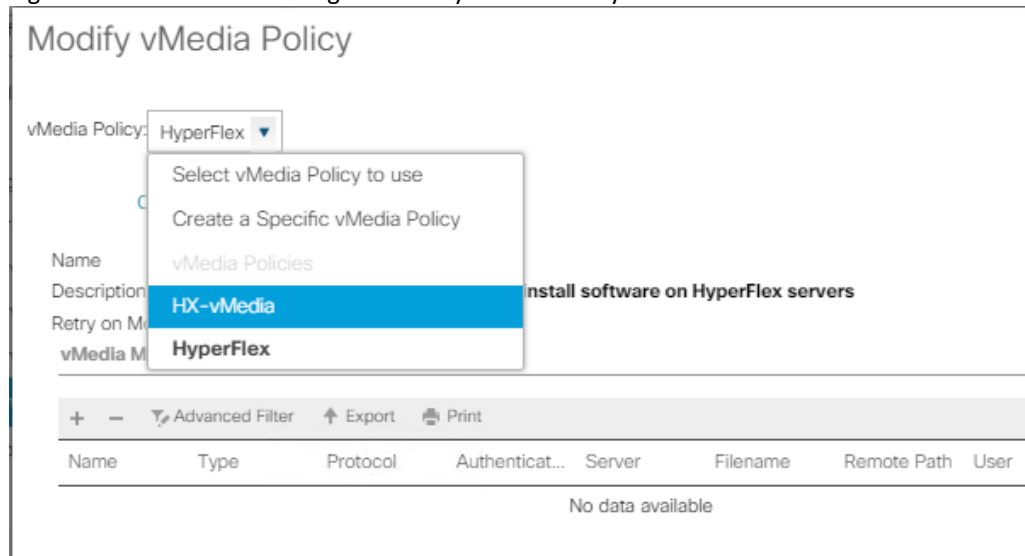 Modify vMedia Policy
vMedia Policy: HyperFlex
Select vMedia Policy to use
Create a Specific vMedia Policy
Name
vMedia Policies
Description
HX-vMedia
install software on HyperFlex servers
Retry on
HyperFlex
vMedia
+ − Advanced Filter Export Print
Name Type Protocol Authenticat... Server Filename Remote Path User
No data available